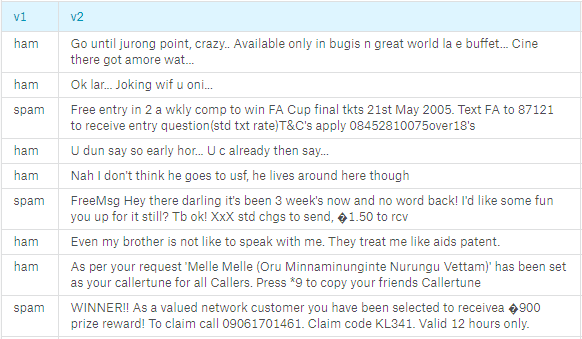 v1 v2
ham Go until jurong point, crazy.. Available only in bugis n great world la e buffet... Cine
there got amore wat...
ham Ok lar... Joking wif u oni...
spam Free entry in 2 a wkly comp to win FA Cup final tkts 21st May 2005. Text FA to 87121
to receive entry question(std txt rate)T&C's apply 08452810075over18's
ham U dun say so early hor... U c already then say...
ham Nah I don't think he goes to usf, he lives around here though
spam FreeMsg Hey there darling it's been 3 week's now and no word back! I'd like some fun
you up for it still? Tb ok! XxX std chgs to send, �1.50 to rcv
ham Even my brother is not like to speak with me. They treat me like aids patent.
ham As per your request 'Melle Melle (Oru Minnaminunginte Nurungu Vettam)' has been set
as your callertune for all Callers. Press *9 to copy your friends Callertune
spam WINNER!! As a valued network customer you have been selected to receivea �900
prize reward! To claim call 09061701461. Claim code KL341. Valid 12 hours only.